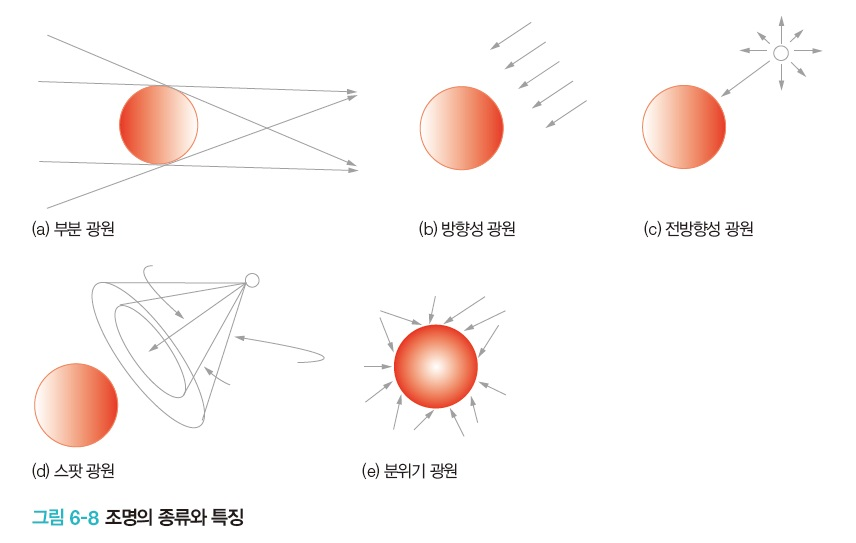 (a) 부분 광원
(b) 방향성 광원
(c) 전방향성 광원
(d) 스팟 광원
(e) 분위기 광원
그림 6-8 조명의 종류와 특징